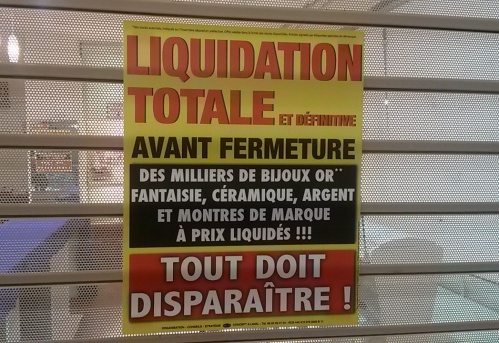 LIQUIDATION
TOTALE ET DÉFINITIVE
AVANT FERMETURE
DES MILLIERS DE BIJOUX OR**
FANTAISIE, CÉRAMIQUE, ARGENT
ET MONTRES DE MARQUE
À PRIX LIQUIDÉS !!!
TOUT DOIT
DISPARAÎTRE !